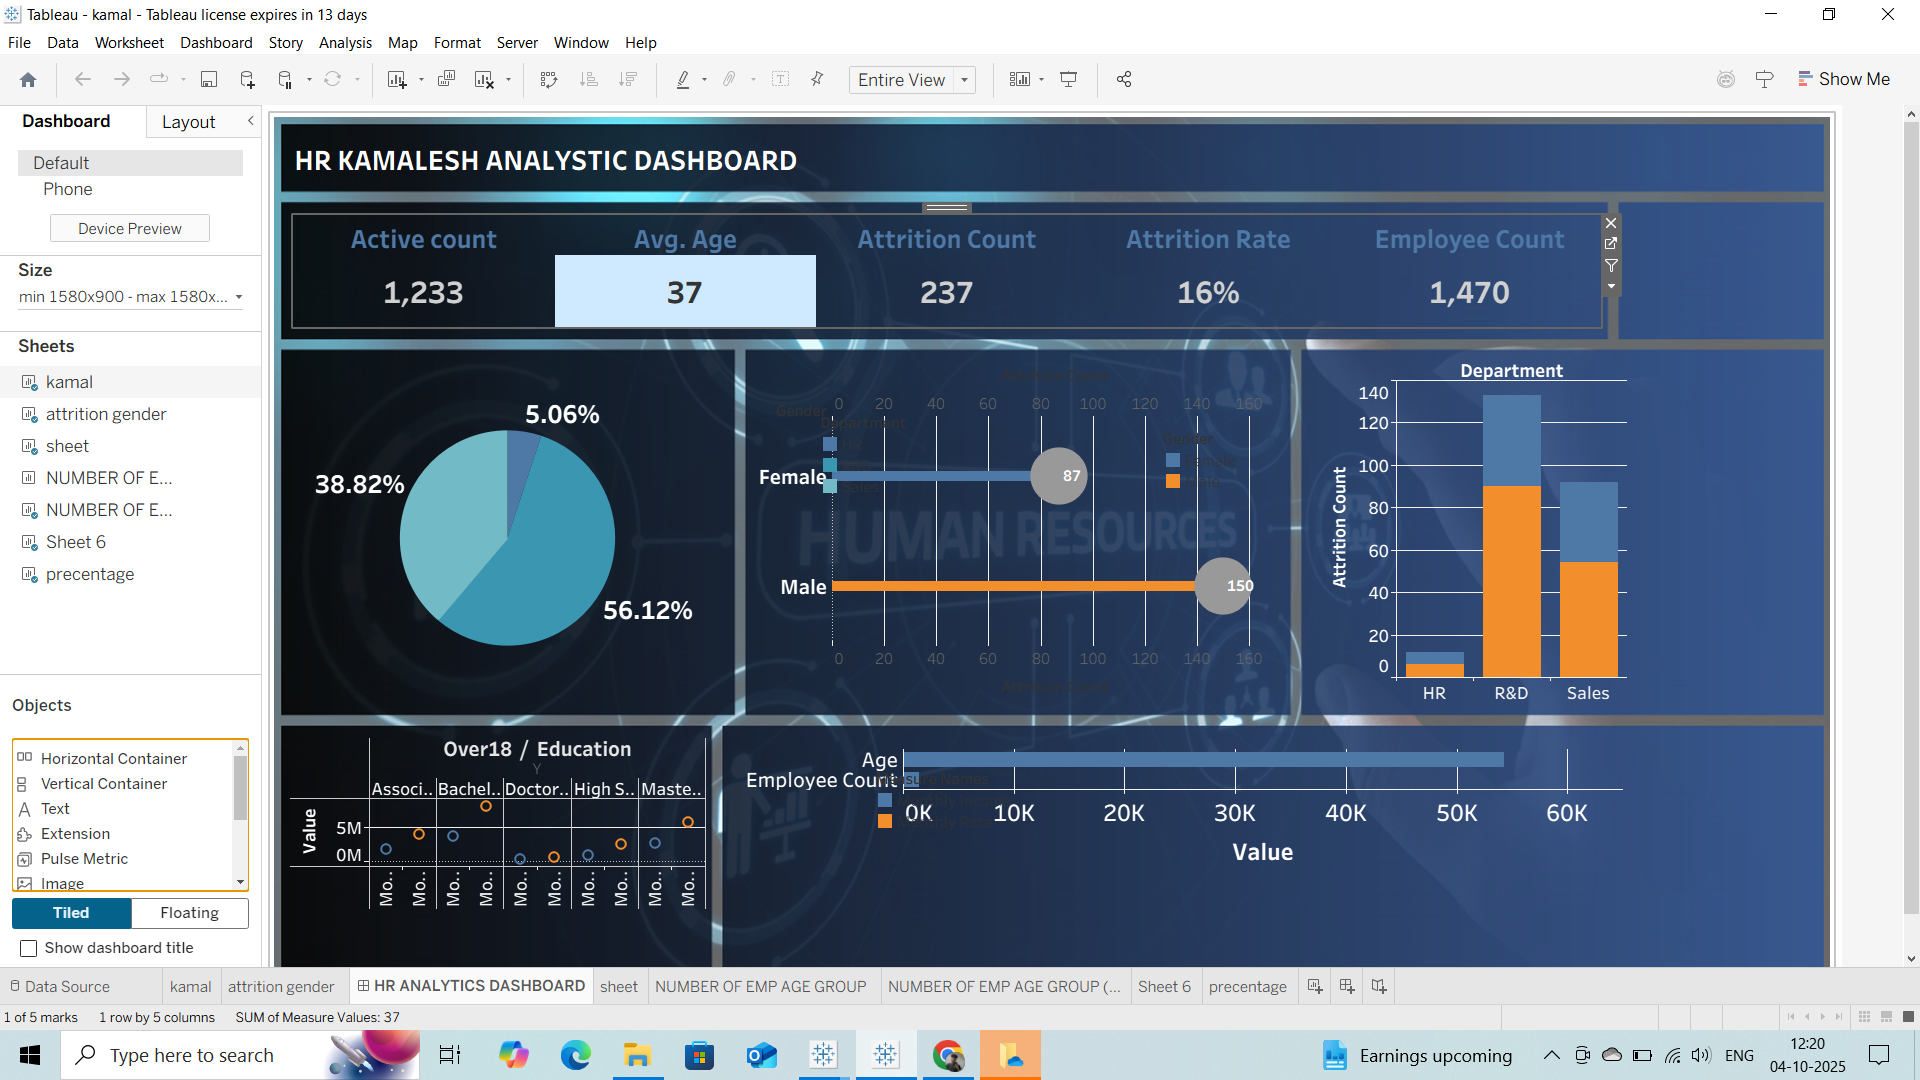 Tableau - kamal - Tableau license expires in 13 days
File Data Worksheet Dashboard Story Analysis Map Format Server Window Help
Entire View
Show Me
Dashboard Layout
Default
Phone
Device Preview
Size
min 1580x900 - max 1580x...
Sheets
kamal
attrition gender
sheet
NUMBER OF E...
NUMBER OF E...
Sheet 6
precentage
Objects
Horizontal Container
Vertical Container
Text
Extension
Pulse Metric
Image
Tiled Floating
Show dashboard title
HR KAMALESH ANALYSTIC DASHBOARD
Active count Avg. Age Attrition Count Attrition Rate Employee Count
1,233 37 237 16% 1,470
5.06%
38.82%
56.12%
0 20 40 60 80 100 120 140 160
Gender
Department
Gender
Female
Sales
87
HUMAN RESOURCES
Male
150
0 20 40 60 80 100 120 140 160
Department
Attrition Count
140
120
100
80
60
40
20
0
HR R&D Sales
Over18 / Education
Y
Associ.. Bachel.. Doctor.. High S.. Maste..
Value
5M
0M
Mo.. Mo.. Mo.. Mo.. Mo.. Mo.. Mo.. Mo.. Mo.. Mo..
Age
Employee Count
Measure Names
0K 10K 20K 30K 40K 50K 60K
Value
Data Source kamal attrition gender HR ANALYTICS DASHBOARD sheet NUMBER OF EMP AGE GROUP NUMBER OF EMP AGE GROUP (... Sheet 6 precentage
1 of 5 marks 1 row by 5 columns SUM of Measure Values: 37
Type here to search
Earnings upcoming
ENG
12:20
04-10-2025